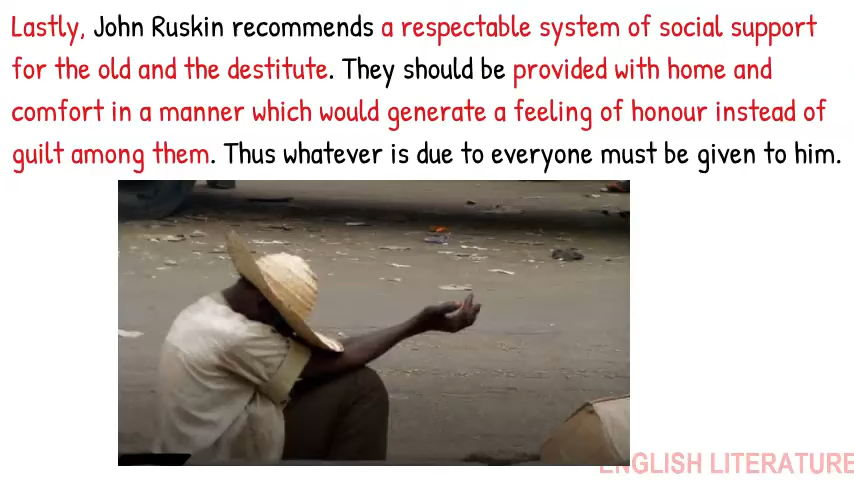 Lastly, John Ruskin recommends a respectable system of social support
for the old and the destitute. They should be provided with home and
comfort in a manner which would generate a feeling of honour instead of
guilt among them. Thus whatever is due to everyone must be given to him.
ENGLISH LITERATURE